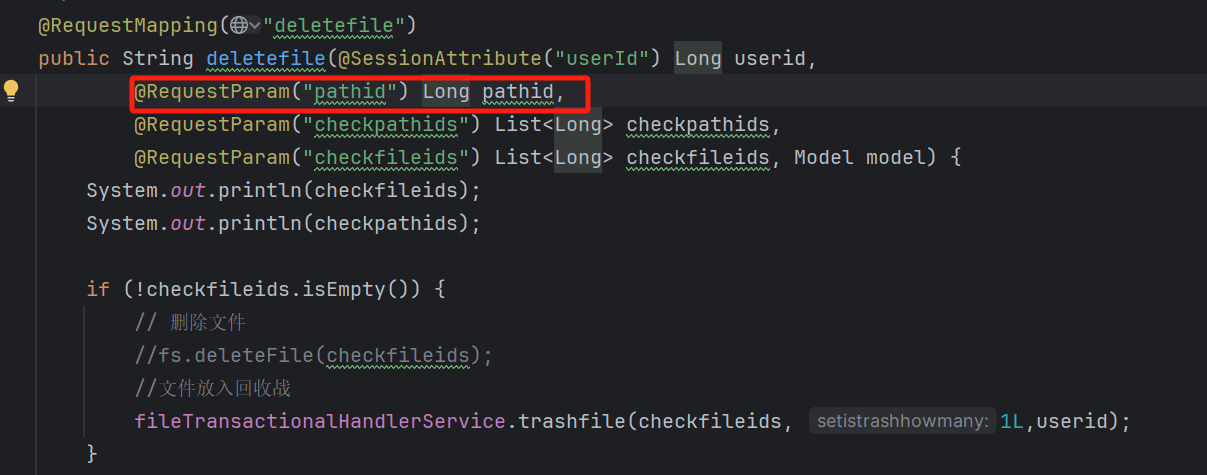 @RequestMapping("deletefile")
public String deletefile(@SessionAttribute("userId") Long userid,
@RequestParam("pathid") Long pathid,
@RequestParam("checkpathids") List<Long> checkpathids,
@RequestParam("checkfileids") List<Long> checkfileids, Model model) {
System.out.println(checkfileids);
System.out.println(checkpathids);
if (!checkfileids.isEmpty()) {
// 删除文件
//fs.deleteFile(checkfileids);
//文件放入回收战
fileTransactionalHandlerService.trashfile(checkfileids, setistrashhowmany: 1L,userid);
}